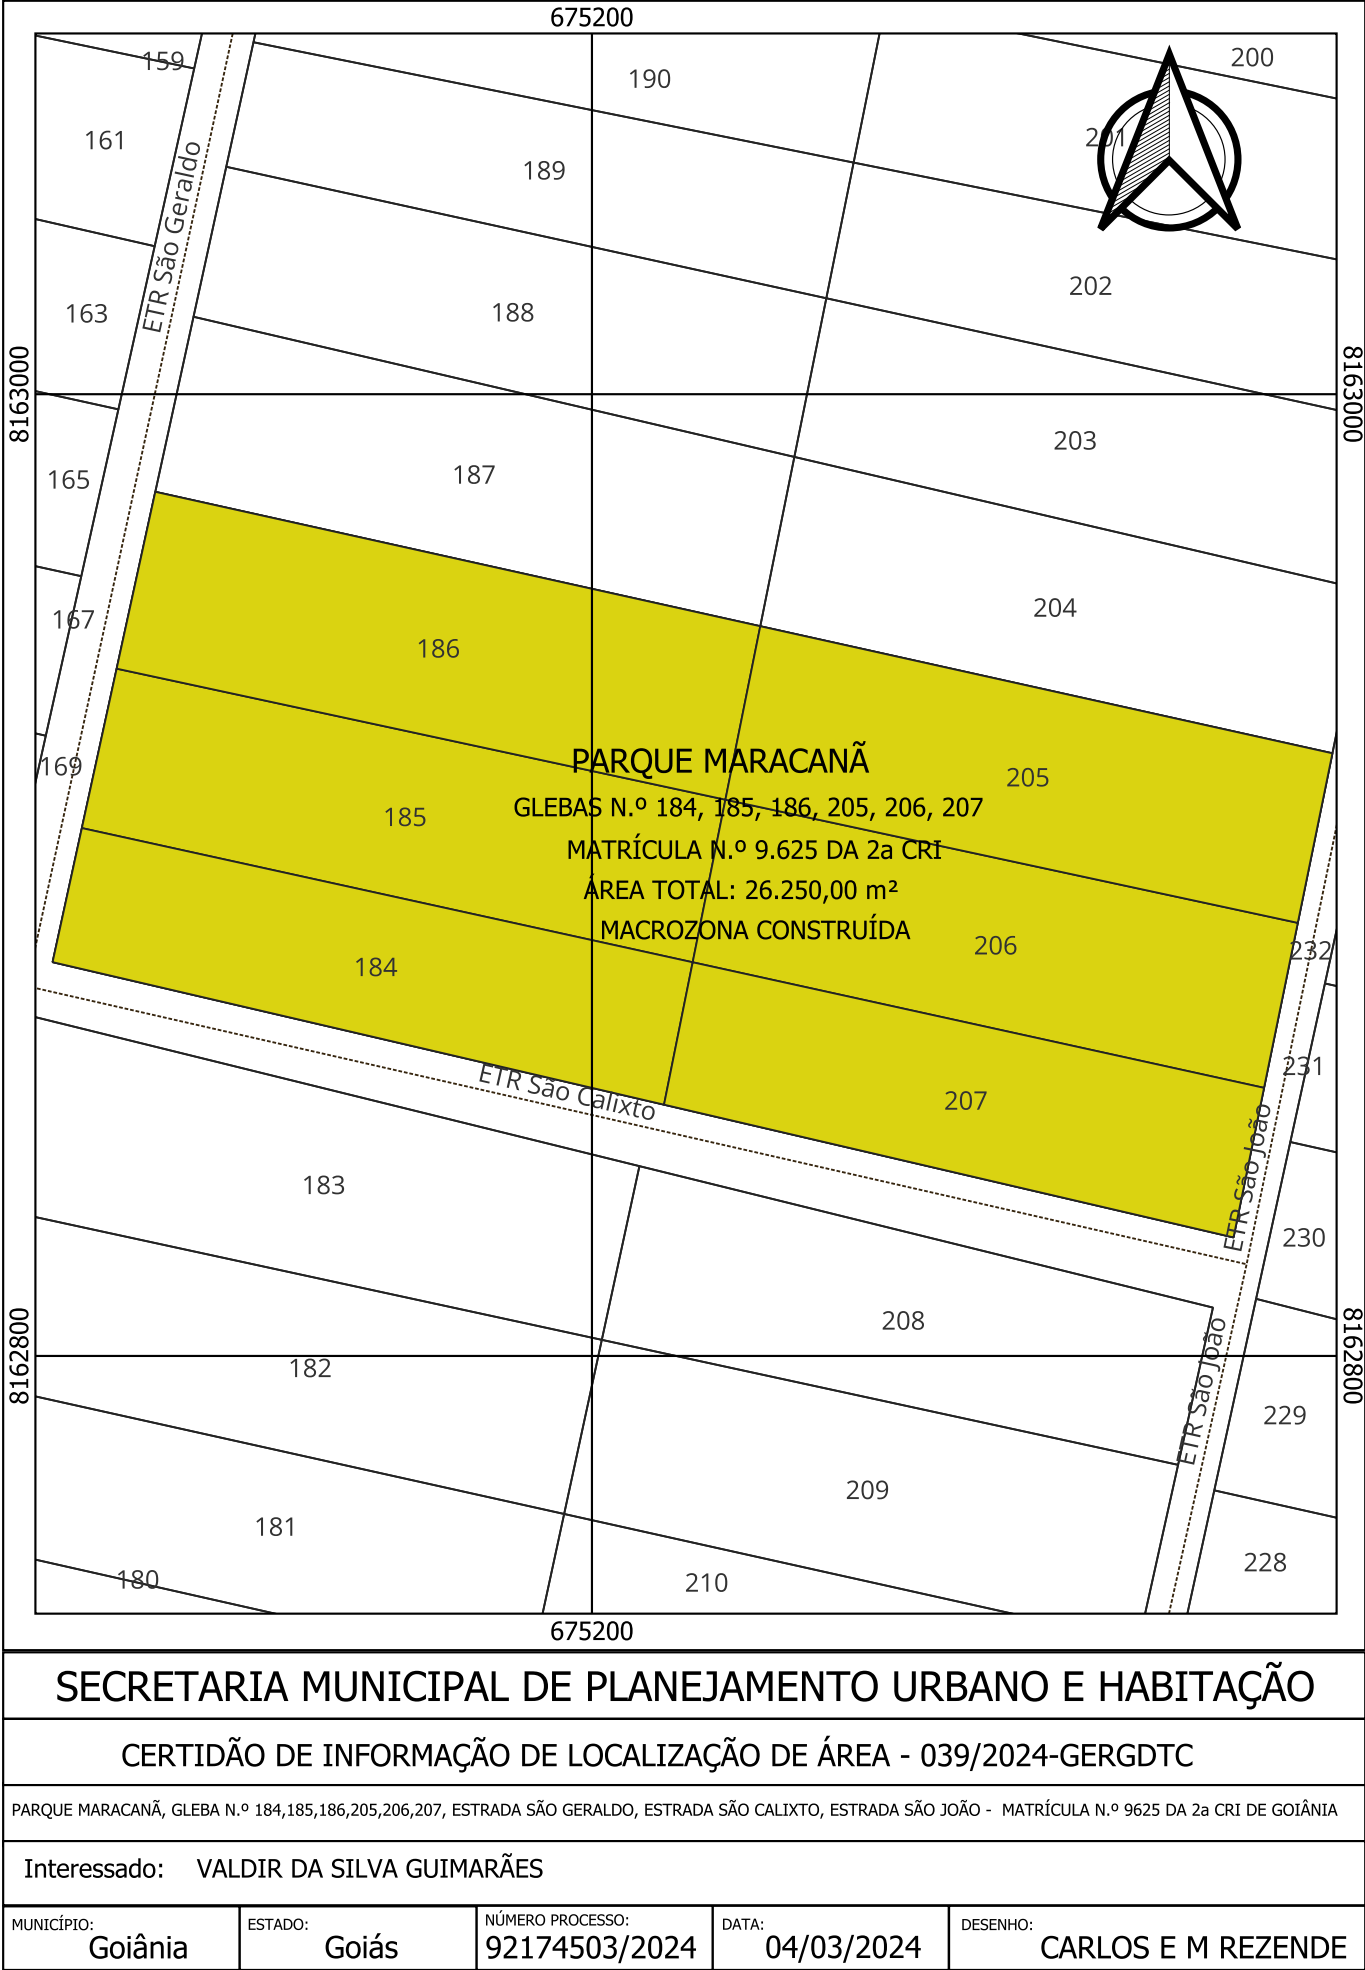 675200
159
190
200
161
201
189
ETR São Geraldo
202
163
188
8163000
8163000
203
165
187
204
167
186
PARQUE MARACANÃ
169
205
GLEBAS N.º 184, 185, 186, 205, 206, 207
185
MATRÍCULA N.º 9.625 DA 2a CRI
ÁREA TOTAL: 26.250,00 m²
MACROZONA CONSTRUÍDA
206
232
184
231
ETR São Calixto
207
ETR São João
183
230
208
8162800
8162800
182
ETR São João
229
209
181
228
180
210
675200
SECRETARIA MUNICIPAL DE PLANEJAMENTO URBANO E HABITAÇÃO
CERTIDÃO DE INFORMAÇÃO DE LOCALIZAÇÃO DE ÁREA - 039/2024-GERGDTC
PARQUE MARACANÃ, GLEBA N.º 184,185,186,205,206,207, ESTRADA SÃO GERALDO, ESTRADA SÃO CALIXTO, ESTRADA SÃO JOÃO - MATRÍCULA N.º 9625 DA 2a CRI DE GOIÂNIA
Interessado: VALDIR DA SILVA GUIMARÃES
MUNICÍPIO:
Goiânia
ESTADO:
Goiás
NÚMERO PROCESSO:
92174503/2024
DATA:
04/03/2024
DESENHO:
CARLOS E M REZENDE